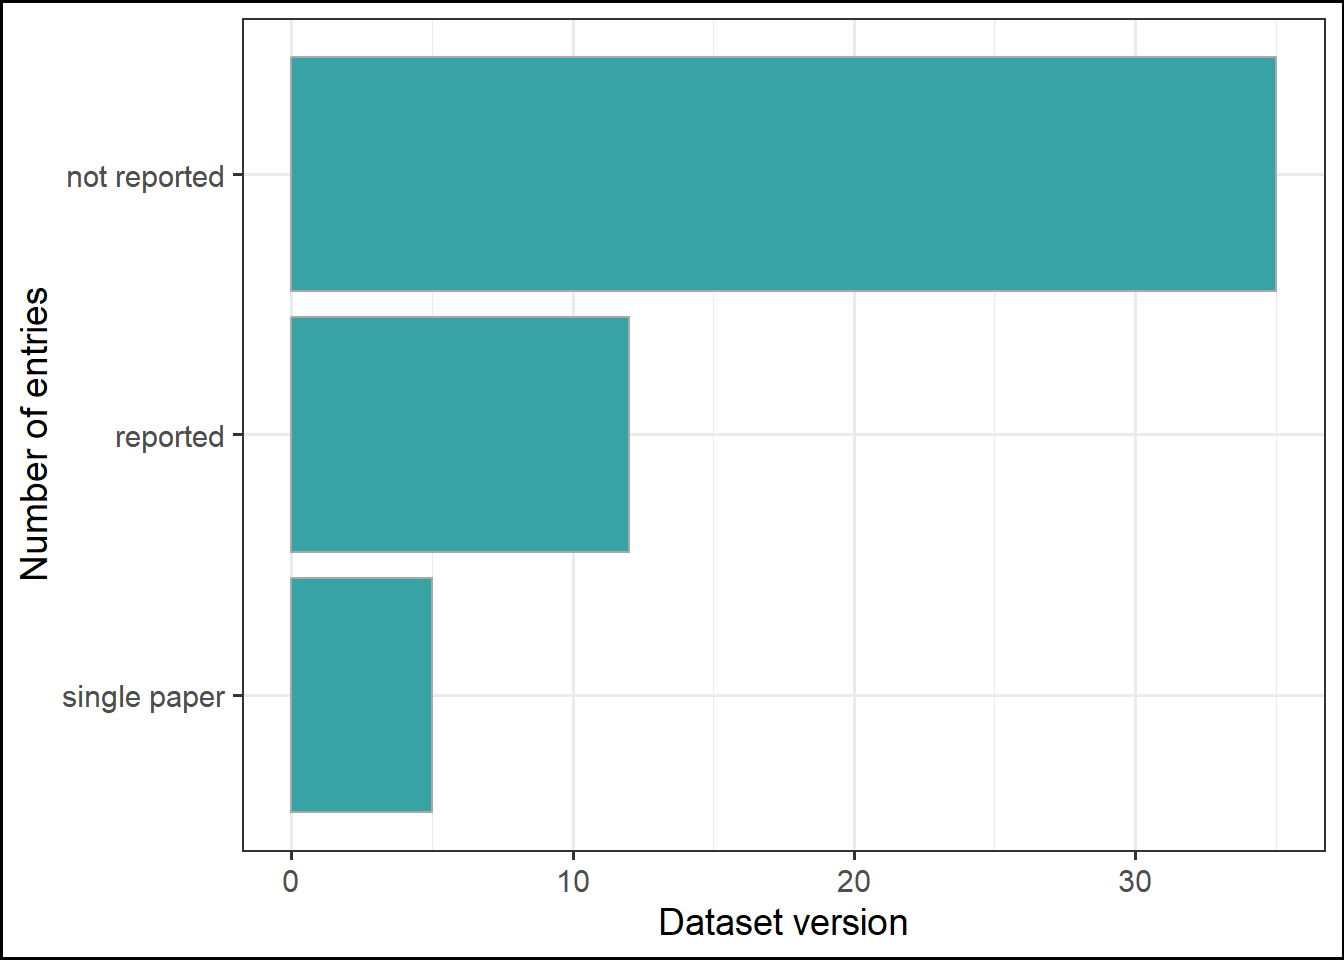 Number of entries
not reported
reported
single paper
0 10 20 30
Dataset version